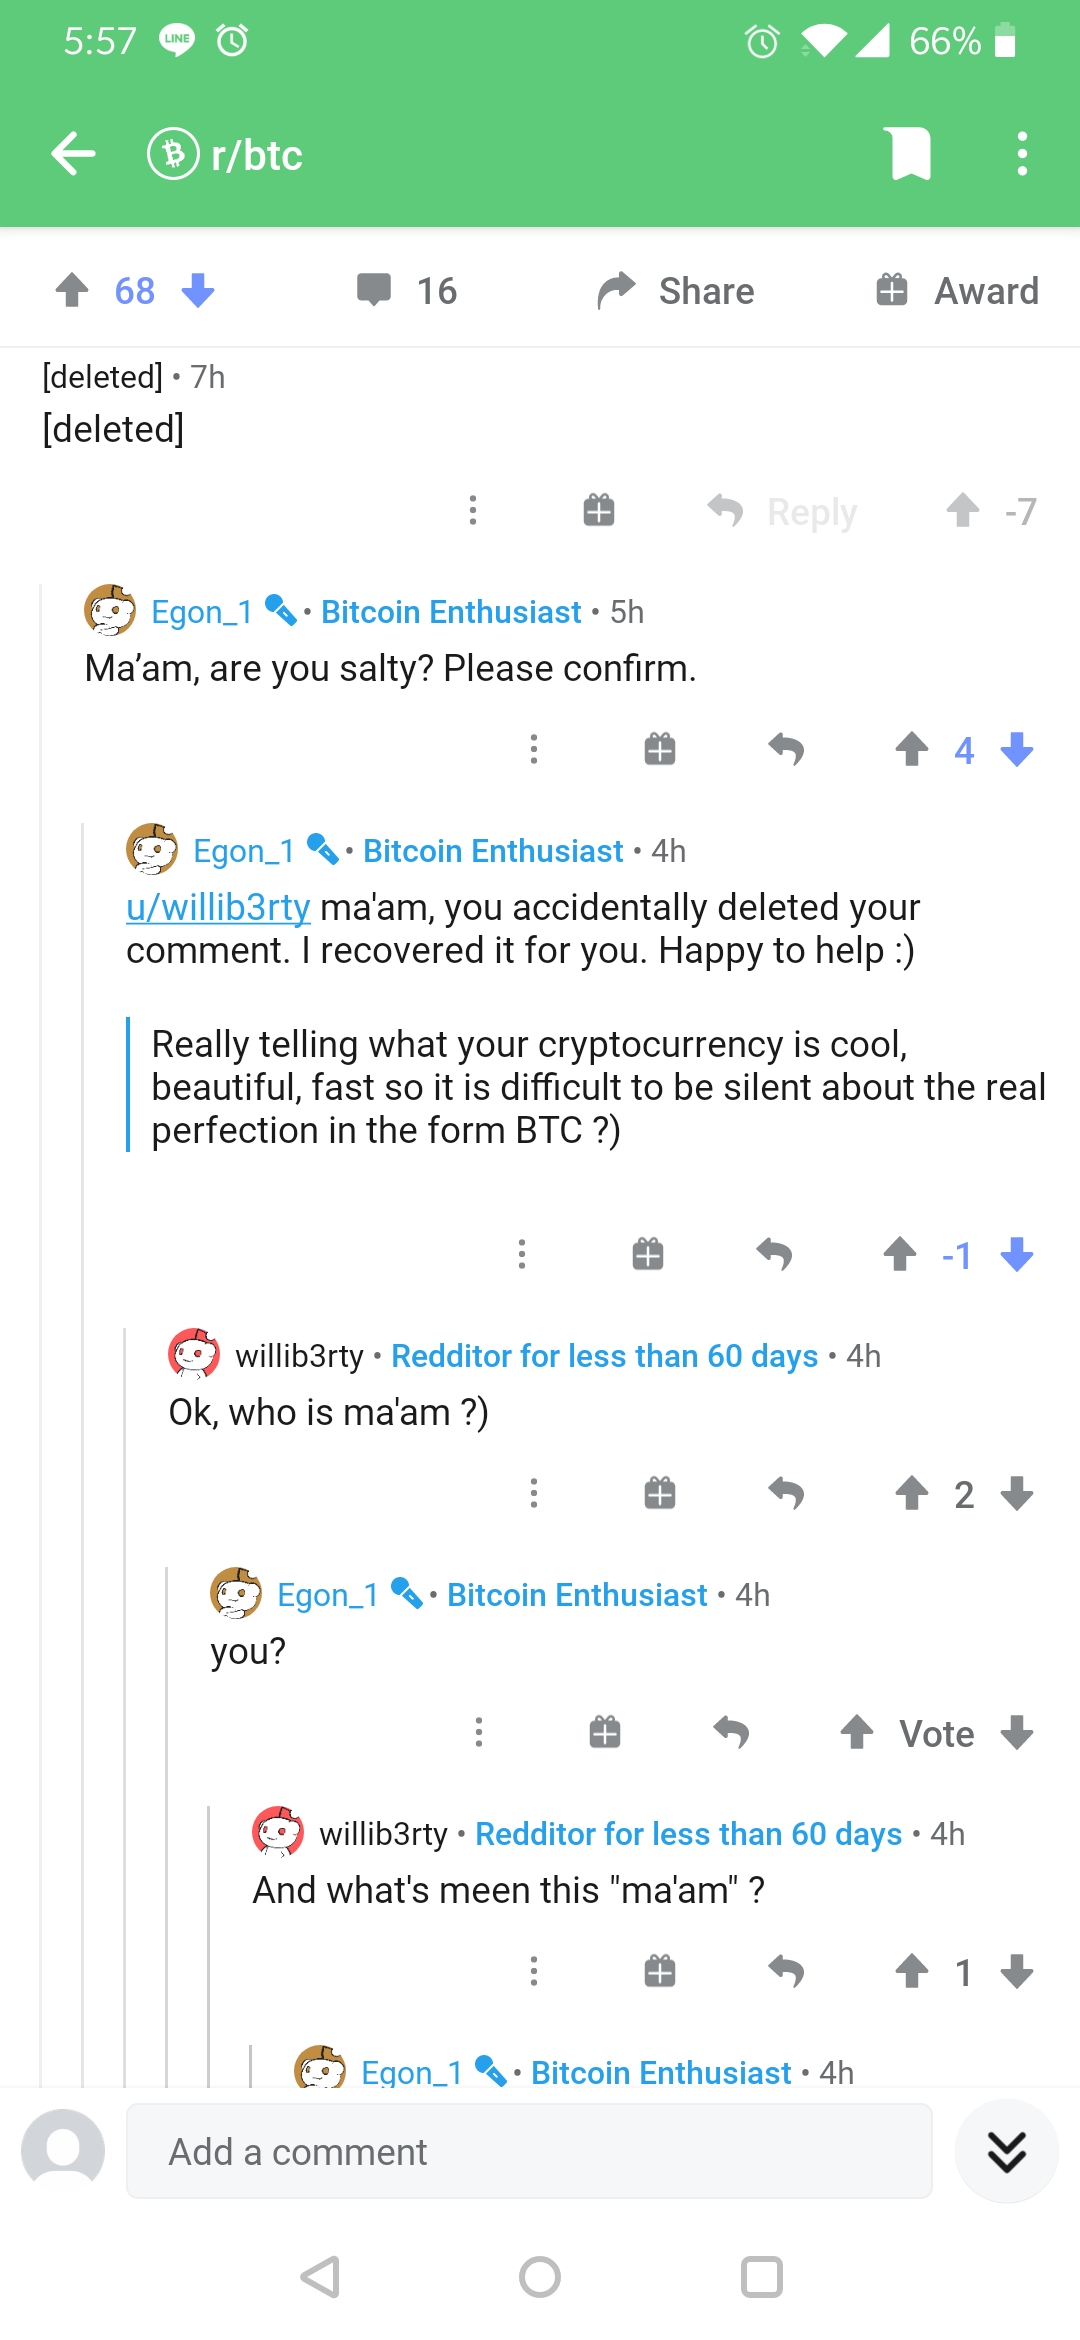 5:57 LINE 66%
r/btc
68 16 Share Award
[deleted] • 7h
[deleted]
Reply -7
Egon_1 • Bitcoin Enthusiast • 5h
Ma’am, are you salty? Please confirm.
4
Egon_1 • Bitcoin Enthusiast • 4h
u/willib3rty ma'am, you accidentally deleted your
comment. I recovered it for you. Happy to help :)
Really telling what your cryptocurrency is cool,
beautiful, fast so it is difficult to be silent about the real
perfection in the form BTC ?)
-1
willib3rty • Redditor for less than 60 days • 4h
Ok, who is ma'am ?)
2
Egon_1 • Bitcoin Enthusiast • 4h
you?
Vote
willib3rty • Redditor for less than 60 days • 4h
And what's meen this "ma'am" ?
1
Egon_1 • Bitcoin Enthusiast • 4h
Add a comment